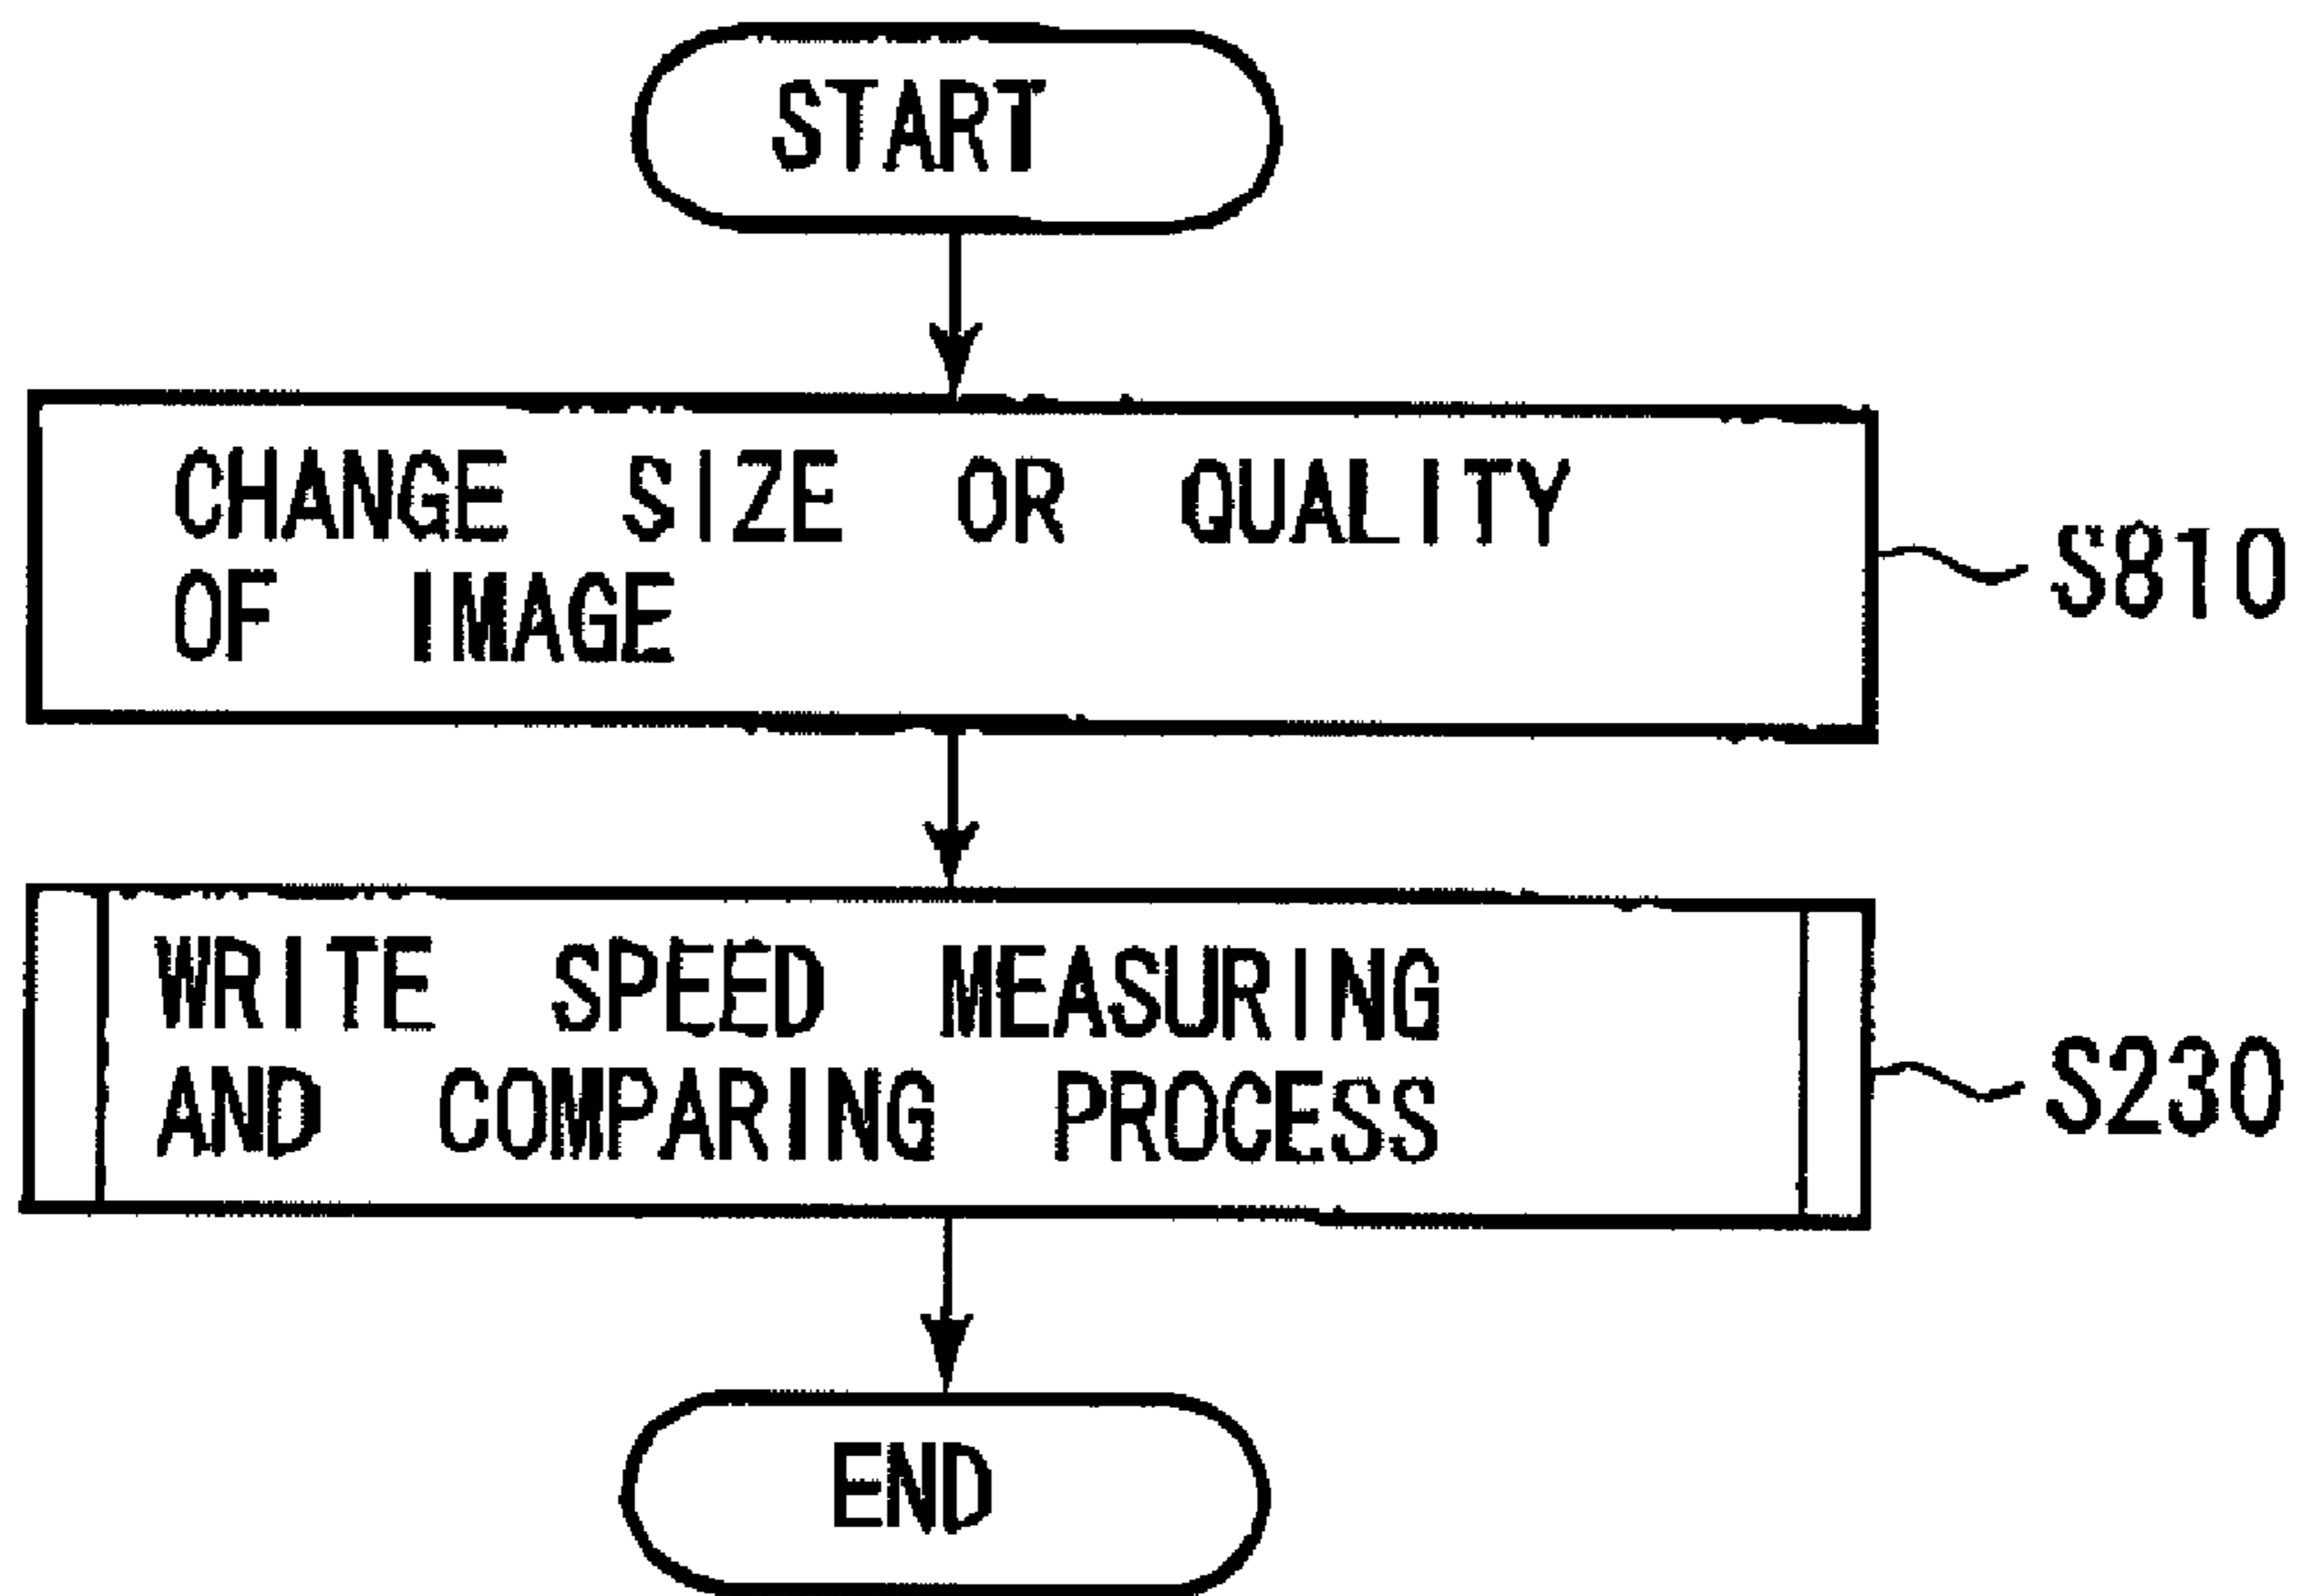 START
CHANGE SIZE OR QUALITY
OF IMAGE
S810
WRITE SPEED MEASURING
AND COMPARING PROCESS
S230
END